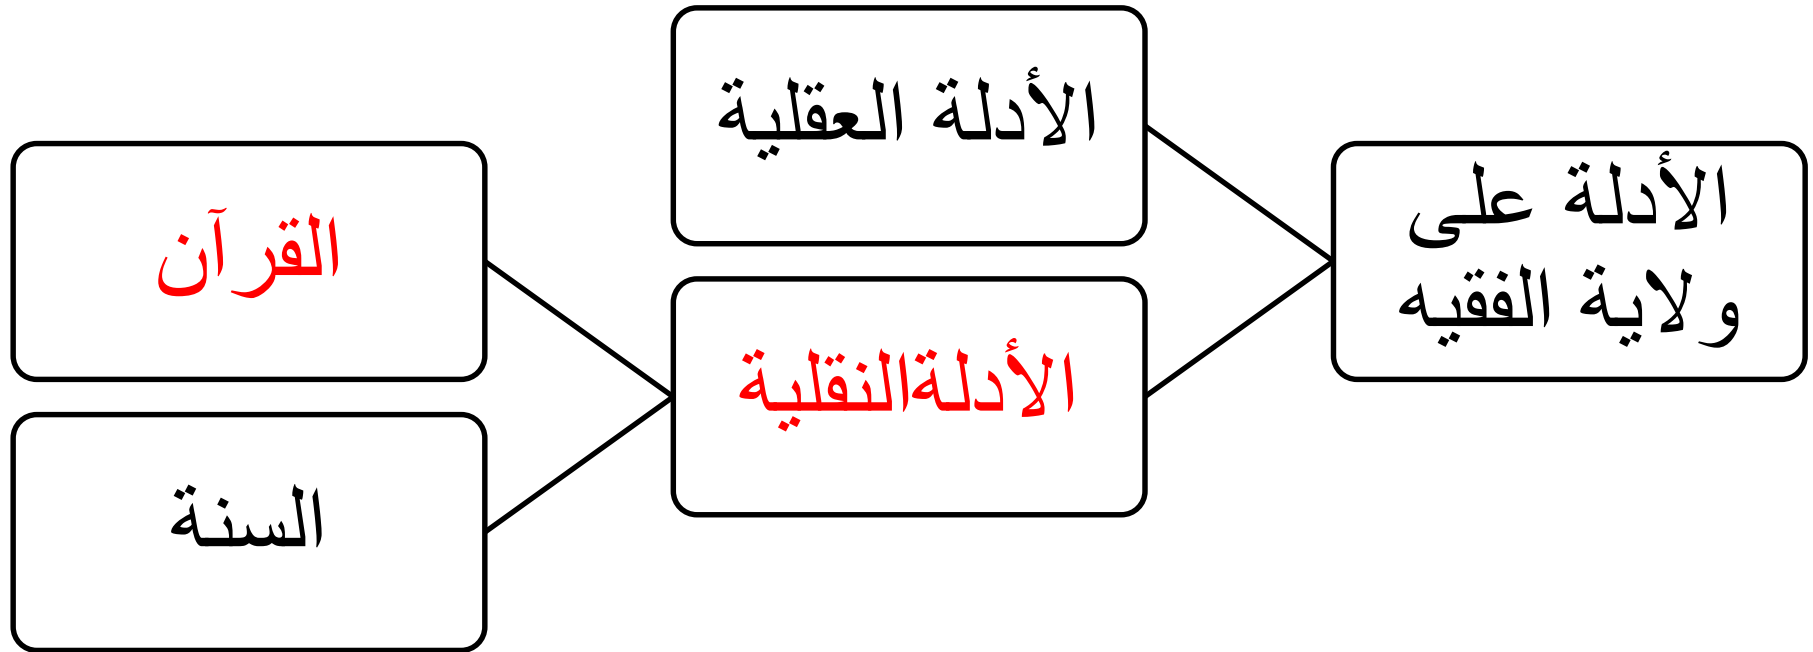 الأدلة على
ولاية الفقيه
الأدلة العقلية
الأدلةالنقلية
القرآن
السنة